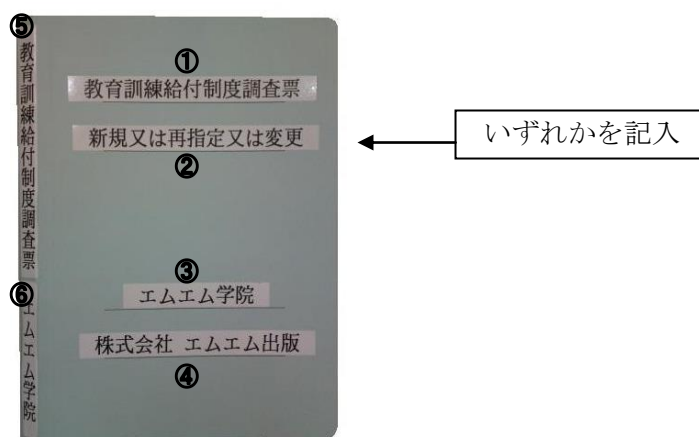 ⑤
教育訓練給付制度調査票
①
教育訓練給付制度調査票
新規又は再指定又は変更
②
いずれかを記入
③
エムエム学院
株式会社 エムエム出版
④
⑥
エムエム学院